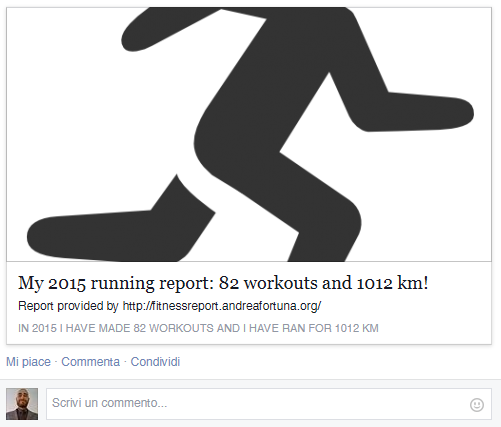 My 2015 running report: 82 workouts and 1012 km!
Report provided by http://fitnessreport.andreafortuna.org/
IN 2015 I HAVE MADE 82 WORKOUTS AND I HAVE RAN FOR 1012 KM
Mi piace · Commenta · Condividi
Scrivi un commento...